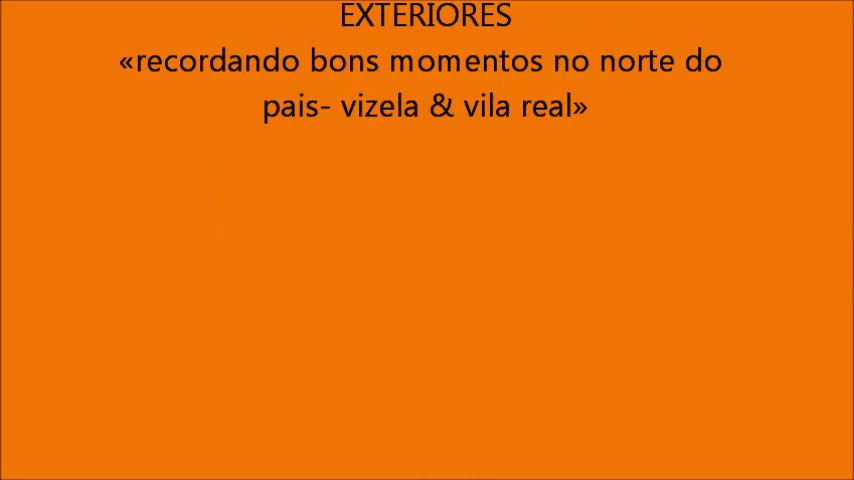 EXTERIORES
«recordando bons momentos no norte do
pais- vizela & vila real»